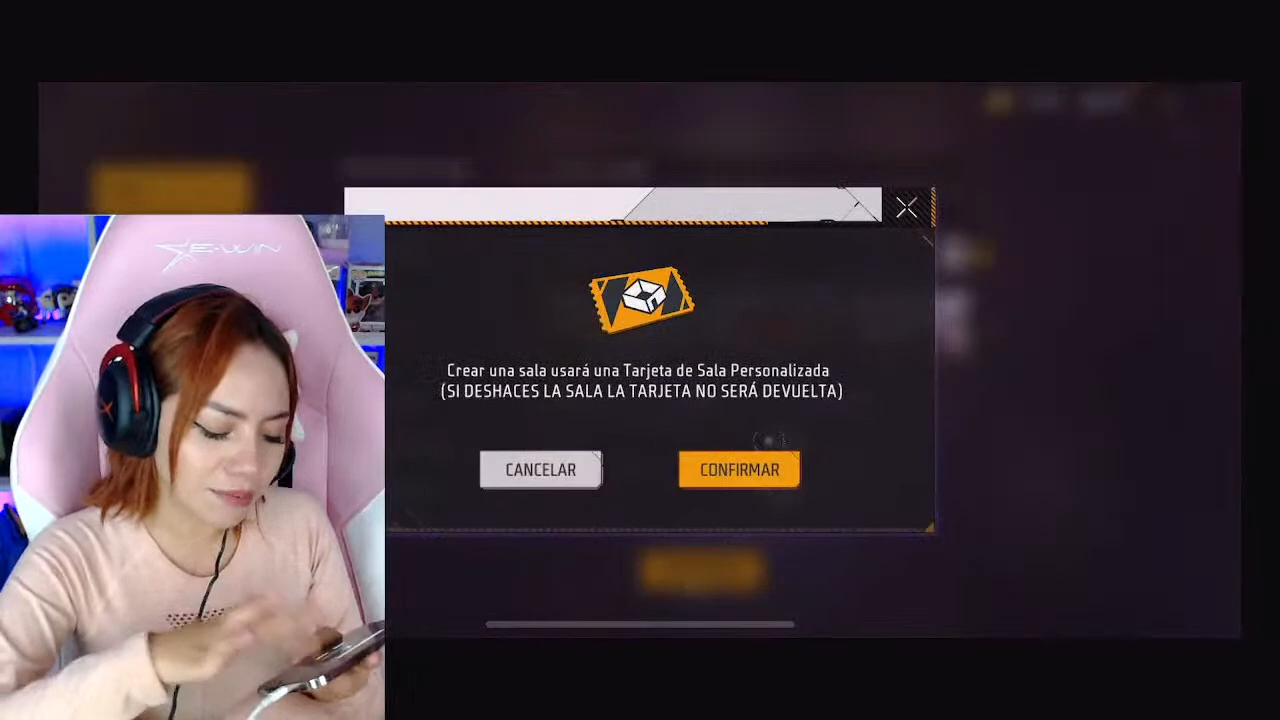 E-WIN
Crear una sala usará una Tarjeta de Sala Personalizada
(SI DESHACES LA SALA LA TARJETA NO SERÁ DEVUELTA)
CANCELAR
CONFIRMAR